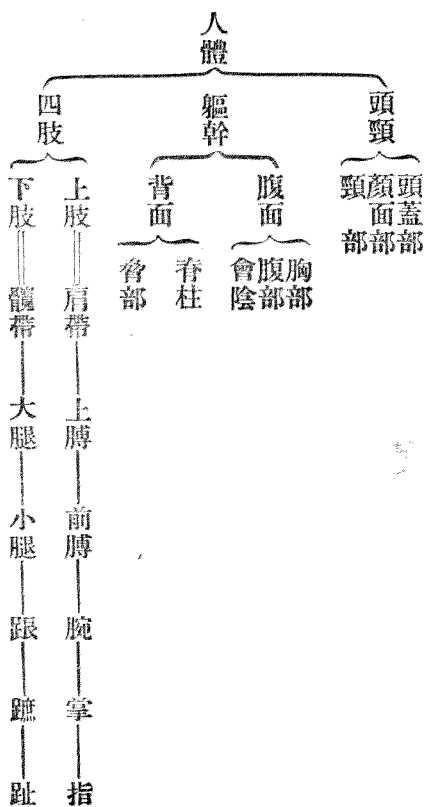 人體
頭頸
頭蓋部
顏面部
頸部
軀幹
腹面
胸部
腹部
會陰
背面
脊柱
脅部
四肢
上肢
肩帶
上膊
前膊
腕
掌
指
下肢
髖帶
大腿
小腿
跟
蹠
趾